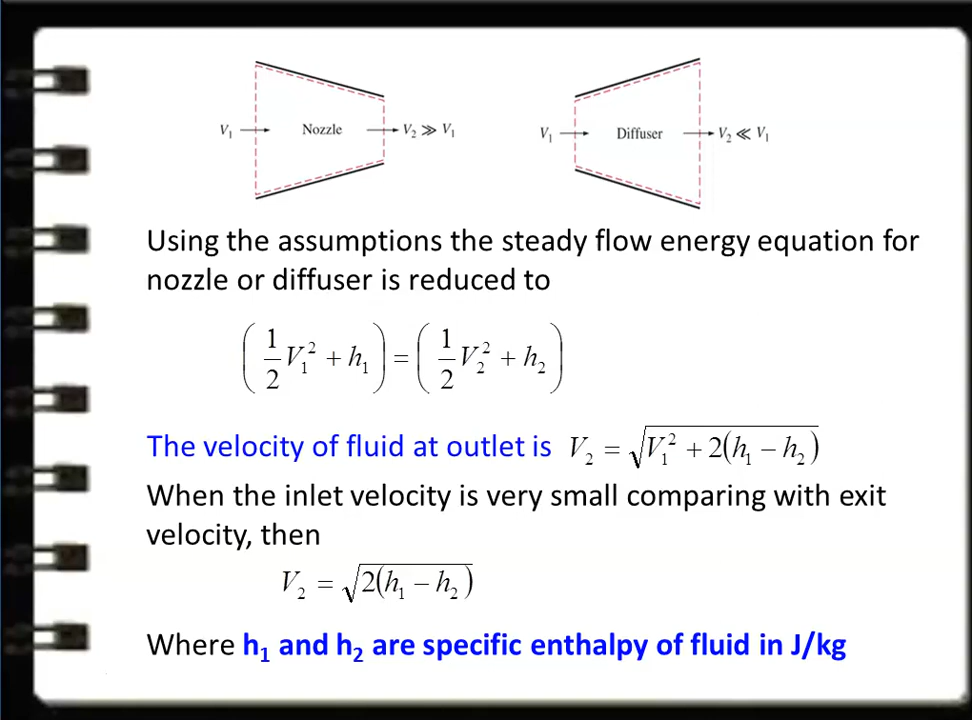 V₁ Nozzle V₂ ≫ V₁ V₁ Diffuser V₂ ≪ V₁
Using the assumptions the steady flow energy equation for
nozzle or diffuser is reduced to
(1/2 V₁² + h₁) = (1/2 V₂² + h₂)
The velocity of fluid at outlet is V₂ = √(V₁² + 2(h₁ − h₂))
When the inlet velocity is very small comparing with exit
velocity, then
V₂ = √(2(h₁ − h₂))
Where h₁ and h₂ are specific enthalpy of fluid in J/kg